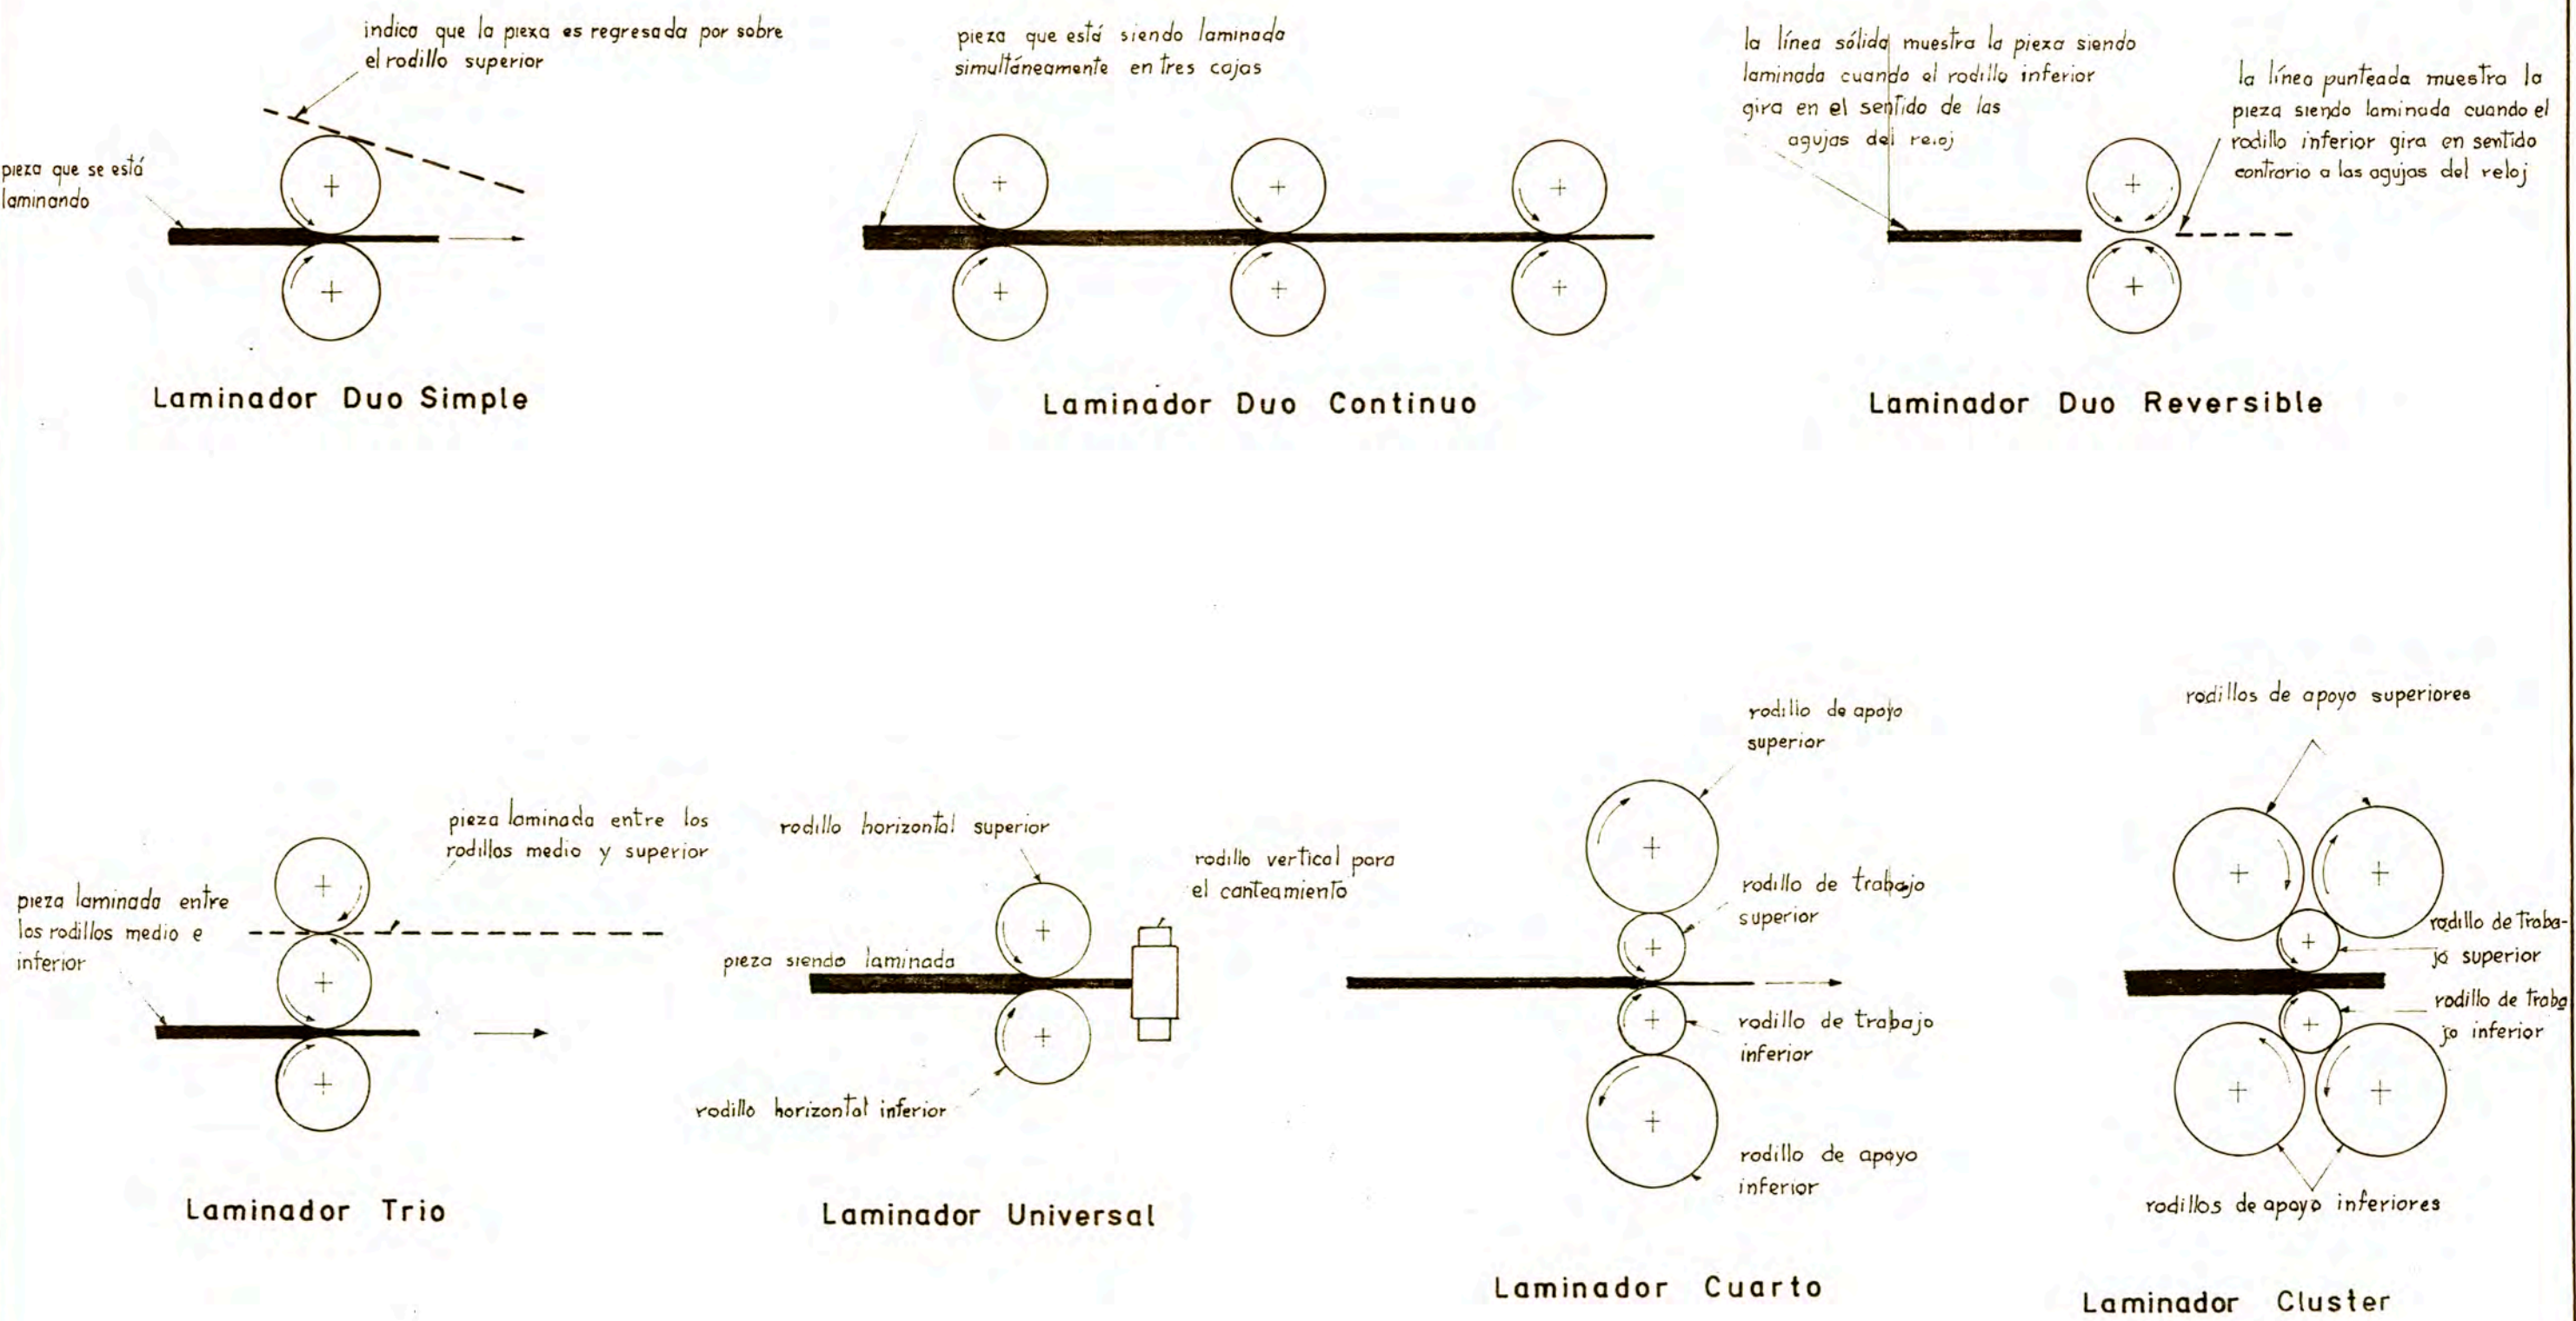 indica que la pieza es regresada por sobre
el rodillo superior
pieza que se está
laminando
Laminador Duo Simple
pieza que está siendo laminada
simultáneamente en tres cajas
Laminador Duo Continuo
la línea sólida muestra la pieza siendo
laminada cuando el rodillo inferior
gira en el sentido de las
agujas del reloj
la línea punteada muestra la
pieza siendo laminada cuando el
rodillo inferior gira en sentido
contrario a las agujas del reloj
Laminador Duo Reversible
pieza laminada entre los
rodillos medio y superior
pieza laminada entre
los rodillos medio e
inferior
Laminador Trio
rodillo horizontal superior
rodillo vertical para
el canteamiento
pieza siendo laminada
rodillo horizontal inferior
Laminador Universal
rodillo de apoyo
superior
rodillo de trabajo
superior
rodillo de trabajo
inferior
rodillo de apoyo
inferior
Laminador Cuarto
rodillos de apoyo superiores
rodillo de traba-
jo superior
rodillo de traba
jo inferior
rodillos de apoyo inferiores
Laminador Cluster